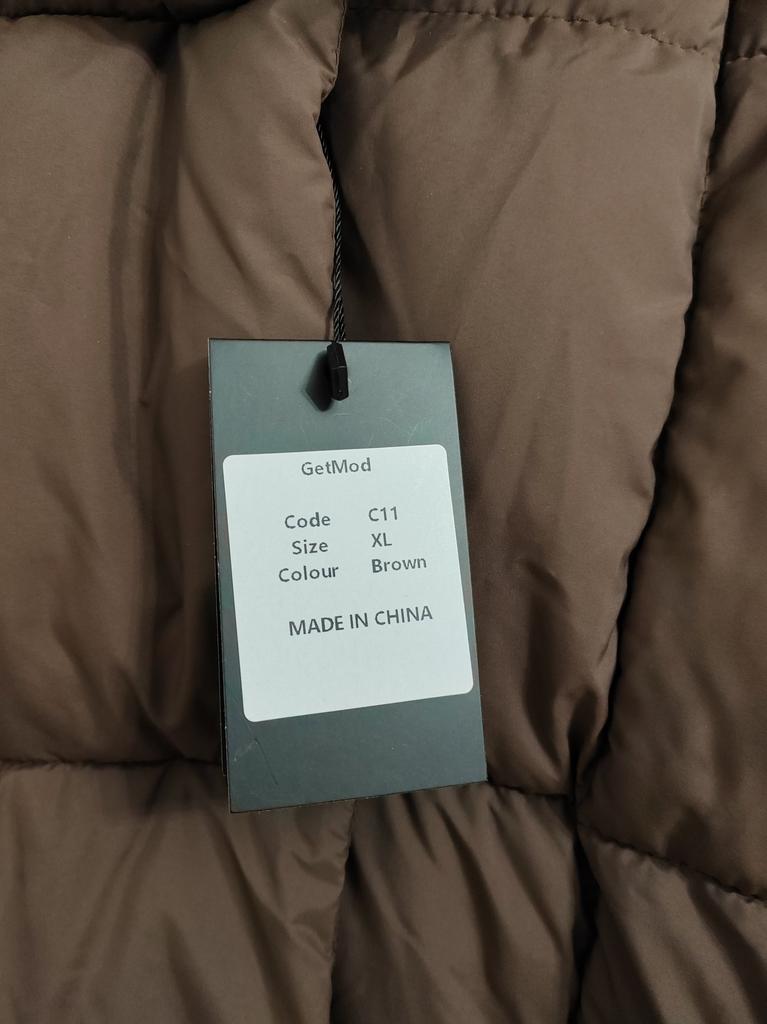 GetMod
Code C11
Size XL
Colour Brown
MADE IN CHINA